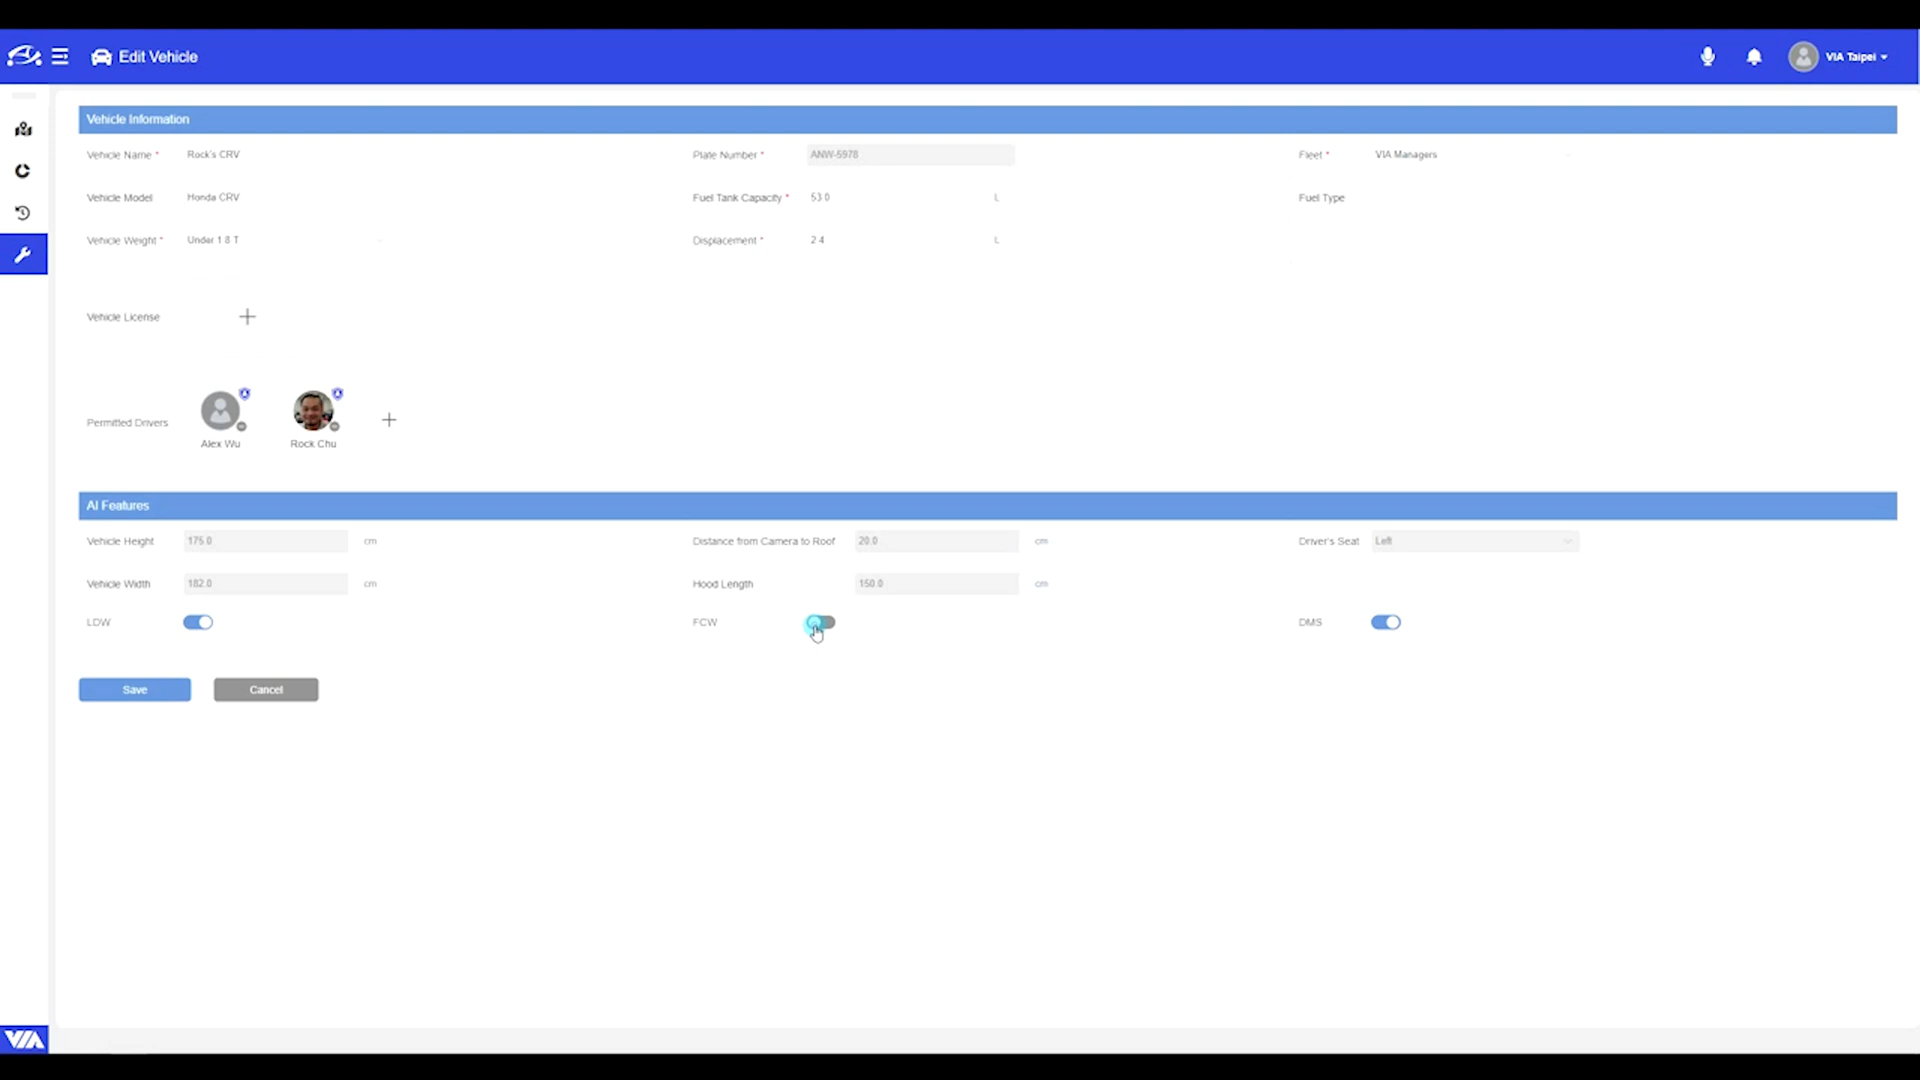 Edit Vehicle
VIA Taipei
Vehicle Information
Vehicle Name * Rock's CRV Plate Number * ANW-5978 Fleet * VIA Managers
Vehicle Model Honda CRV Fuel Tank Capacity * 53.0 L Fuel Type
Vehicle Weight * Under 1.8 T Displacement * 2.4 L
Vehicle License
Permitted Drivers
Alex Wu Rock Chu
AI Features
Vehicle Height 175.0 cm Distance from Camera to Roof 20.0 cm Driver's Seat Left
Vehicle Width 182.0 cm Hood Length 150.0 cm
LDW FCW DMS
Save Cancel
VIA